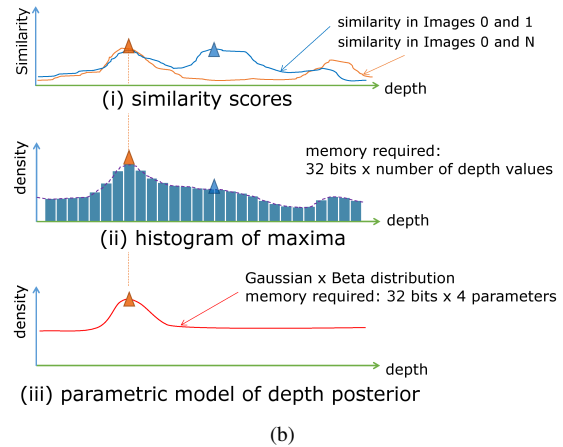 Similarity
similarity in Images 0 and 1
similarity in Images 0 and N
depth
(i) similarity scores
density
memory required:
32 bits x number of depth values
depth
(ii) histogram of maxima
density
Gaussian x Beta distribution
memory required: 32 bits x 4 parameters
depth
(iii) parametric model of depth posterior
(b)